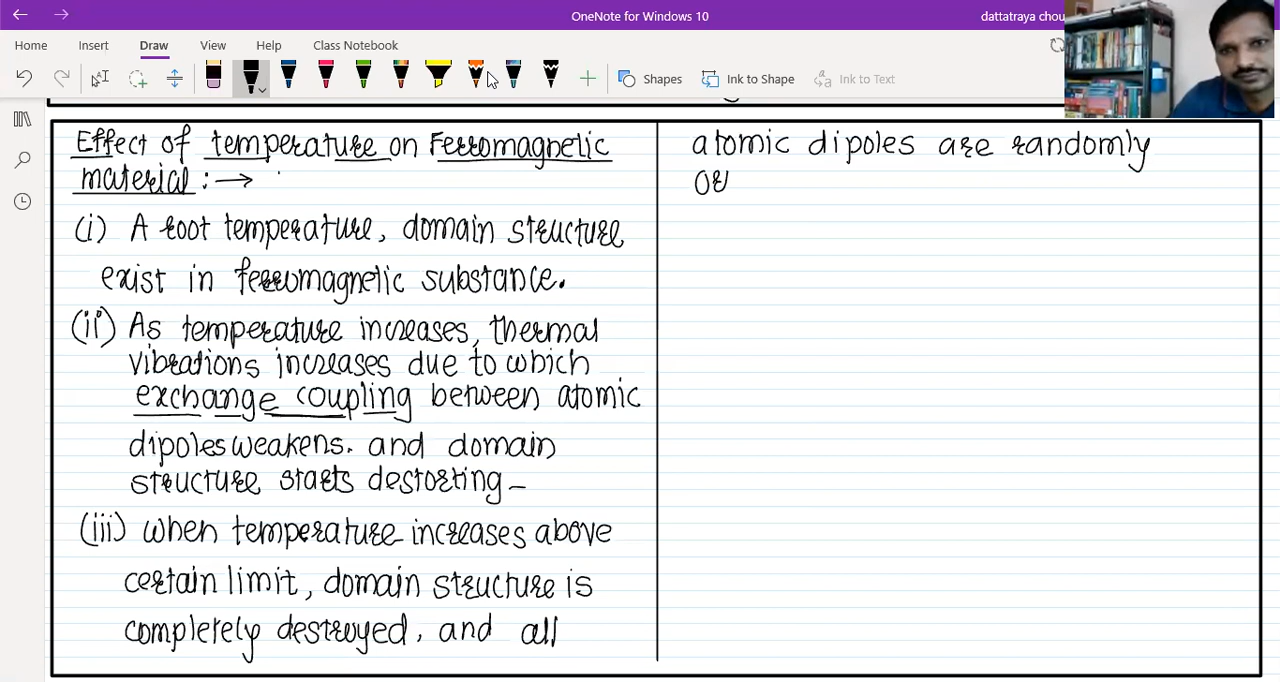 OneNote for Windows 10
dattatraya chou
Home Insert Draw View Help Class Notebook
Shapes Ink to Shape Ink to Text
Effect of temperature on Ferromagnetic
material :→
(i) A root temperature, domain structure
exist in ferromagnetic substance.
(ii) As temperature increases, thermal
vibrations increases due to which
exchange coupling between atomic
dipoles weakens. and domain
structure starts destorting –
(iii) when temperature increases above
certain limit, domain structure is
completely destroyed, and all
atomic dipoles are randomly
or